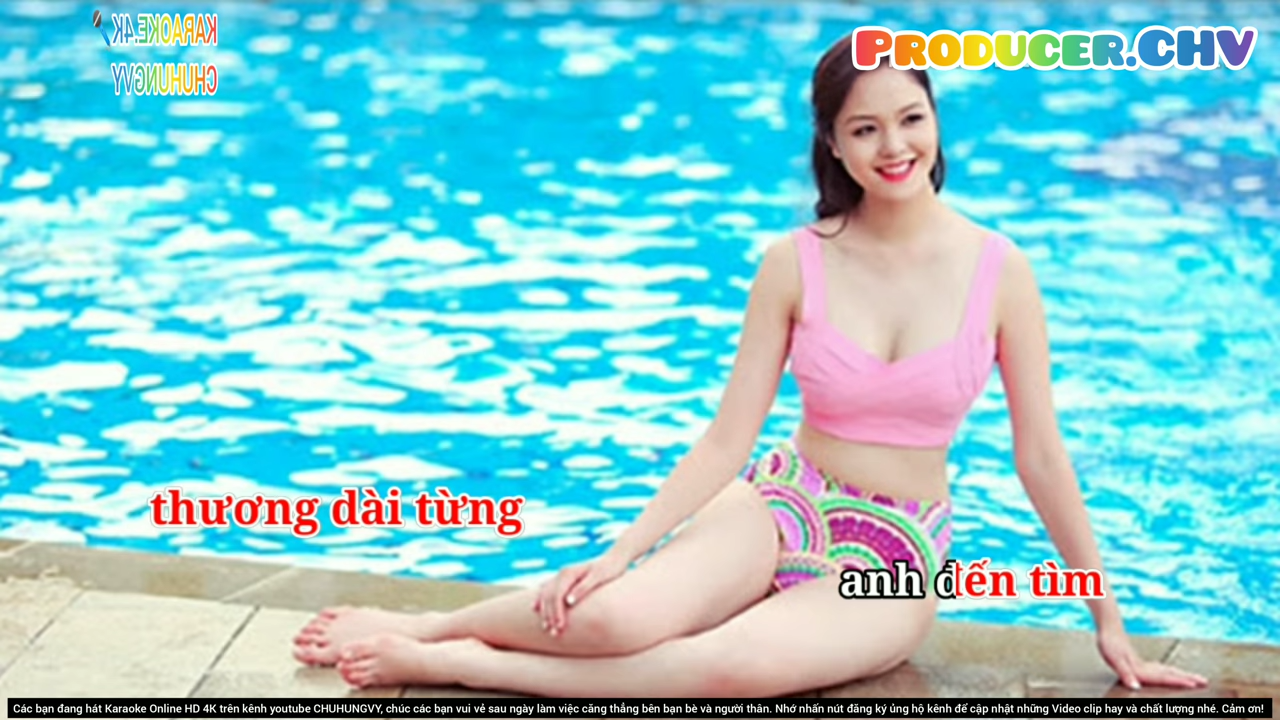 KARAOKE.4K
CHUHUNGVY
PRODUCER.CHV
thương dài từng
anh đến tìm
Các bạn đang hát Karaoke Online HD 4K trên kênh youtube CHUHUNGVY, chúc các bạn vui vẻ sau ngày làm việc căng thẳng bên bạn bè và người thân. Nhớ nhấn nút đăng ký ủng hộ kênh để cập nhật những Video clip hay và chất lượng nhé. Cảm ơn!